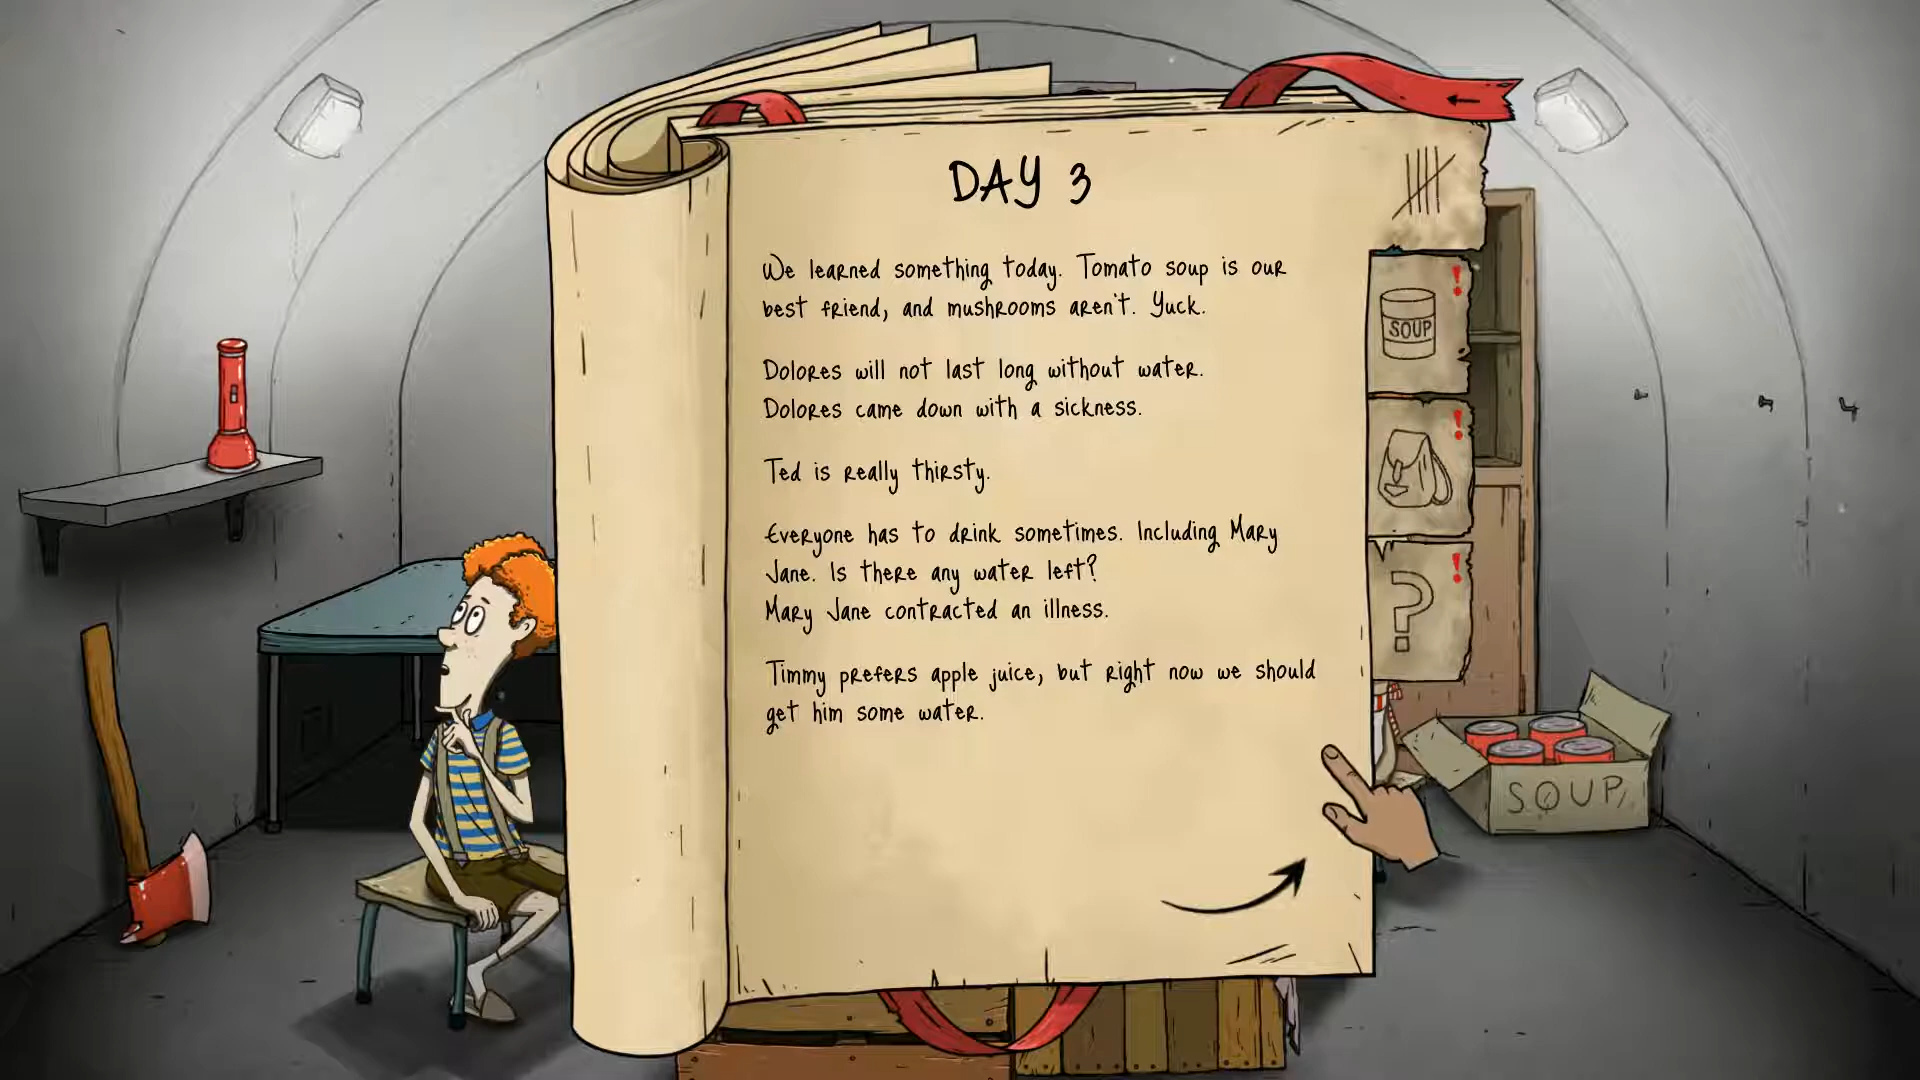 DAY 3
We learned something today. Tomato soup is our
best friend, and mushrooms aren't. Yuck.
Dolores will not last long without water.
Dolores came down with a sickness.
Ted is really thirsty.
Everyone has to drink sometimes. Including Mary
Jane. Is there any water left?
Mary Jane contracted an illness.
Timmy prefers apple juice, but right now we should
get him some water.
!
SOUP
!
!
?
SOUP